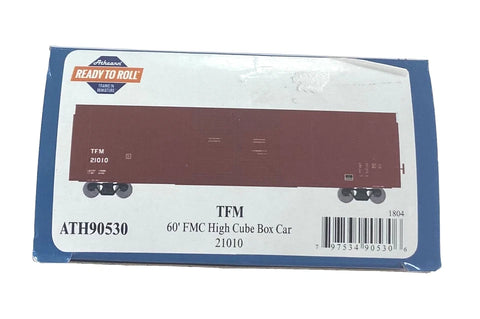 Athearn
READY TO ROLL
TRAINS IN
MINIATURE
TFM
21010
TFM
ATH90530
60' FMC High Cube Box Car
21010
1804
7 97534 90530 6